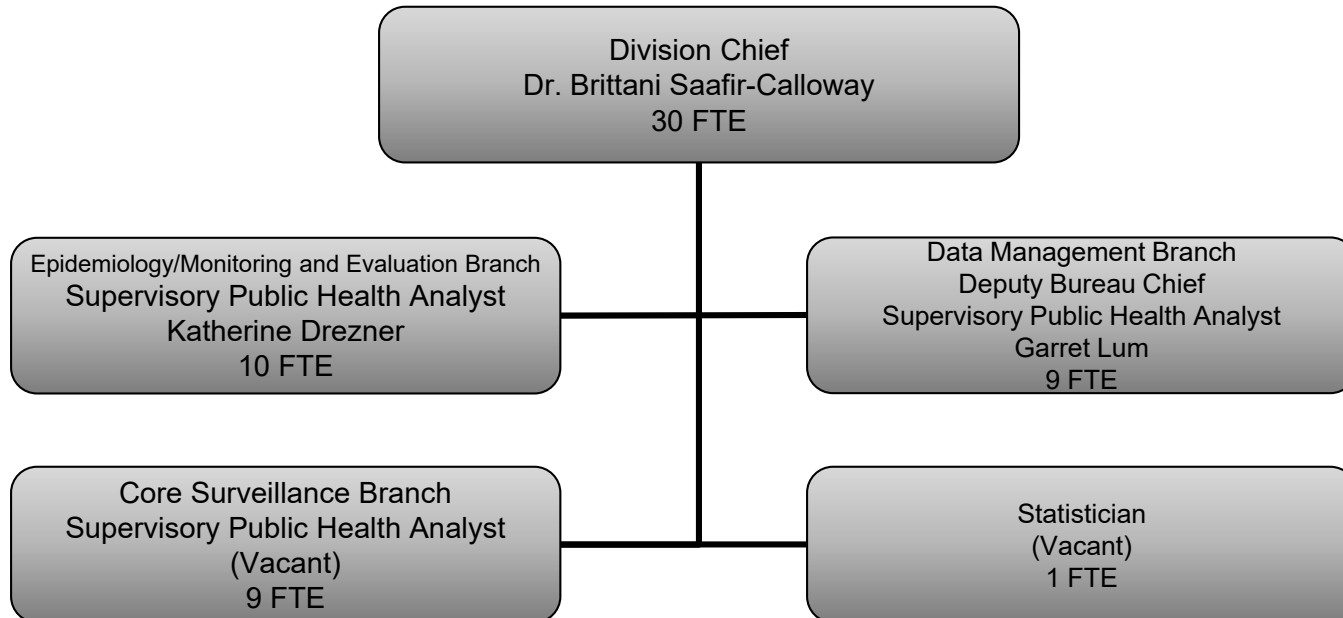 Division Chief
Dr. Brittani Saafir-Calloway
30 FTE
Epidemiology/Monitoring and Evaluation Branch
Supervisory Public Health Analyst
Katherine Drezner
10 FTE
Data Management Branch
Deputy Bureau Chief
Supervisory Public Health Analyst
Garret Lum
9 FTE
Core Surveillance Branch
Supervisory Public Health Analyst
(Vacant)
9 FTE
Statistician
(Vacant)
1 FTE